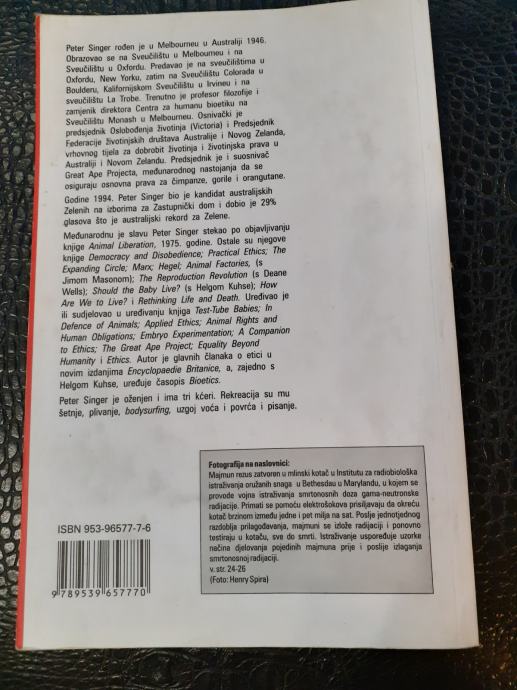 Peter Singer rođen je u Melbourneu u Australiji 1946.
Obrazovao se na Sveučilištu u Melbourneu i na
Sveučilištu u Oxfordu. Predavao je na sveučilištima u
Oxfordu, New Yorku, zatim na Sveučilištu Colorada u
Boulderu, Kalifornijskom Sveučilištu u Irvineu i na
sveučilištu La Trobe. Trenutno je profesor filozofije i
zamjenik direktora Centra za humanu bioetiku na
Sveučilištu Monash u Melbourneu. Osnivački je
predsjednik Oslobođenja životinja (Victoria) i Predsjednik
Federacije životinjskih društava Australije i Novog Zelanda,
vrhovnog tijela za dobrobit životinja i životinjska prava u
Australiji i Novom Zelandu. Predsjednik je i suosnivač
Great Ape Projecta, međunarodnog nastojanja da se
osiguraju osnovna prava za čimpanze, gorile i orangutane.
Godine 1994. Peter Singer bio je kandidat australijskih
Zelenih na izborima za Zastupnički dom i dobio je 29%
glasova što je australijski rekord za Zelene.
Međunarodnu je slavu Peter Singer stekao po objavljivanju
knjige Animal Liberation, 1975. godine. Ostale su njegove
knjige Democracy and Disobedience; Practical Ethics; The
Expanding Circle; Marx; Hegel; Animal Factories, (s
Jimom Masonom); The Reproduction Revolution (s Deane
Wells); Should the Baby Live? (s Helgom Kuhse); How
Are We to Live? i Rethinking Life and Death. Uređivao je
ili sudjelovao u uređivanju knjiga Test-Tube Babies; In
Defence of Animals; Applied Ethics; Animal Rights and
Human Obligations; Embryo Experimentation; A Companion
to Ethics; The Great Ape Project; Equality Beyond
Humanity i Ethics. Autor je glavnih članaka o etici u
novim izdanjima Encyclopaedie Britanice, a, zajedno s
Helgom Kuhse, uređuje časopis Bioetics.
Peter Singer je oženjen i ima tri kćeri. Rekreacija su mu
šetnje, plivanje, bodysurfing, uzgoj voća i povrća i pisanje.
Fotografija na naslovnici:
Majmun rezus zatvoren u mlinski kotač u Institutu za radiobiološka
istraživanja oružanih snaga u Bethesdau u Marylandu, u kojem se
provode vojna istraživanja smrtonosnih doza gama-neutronske
radijacije. Primati se pomoću elektrošokova prisiljavaju da okreću
kotač brzinom između jedne i pet milja na sat. Poslje jednotjednog
razdoblja prilagođavanja, majmuni se izlože radijaciji i ponovno
testiraju u kotaču, sve do smrti. Istraživanje uspoređuje uzorke
načina djelovanja pojedinih majmuna prije i poslije izlaganja
smrtonosnoj radijaciji.
v. str. 24-26
(Foto: Henry Spira)
ISBN 953-96577-7-6
9 789539 657770